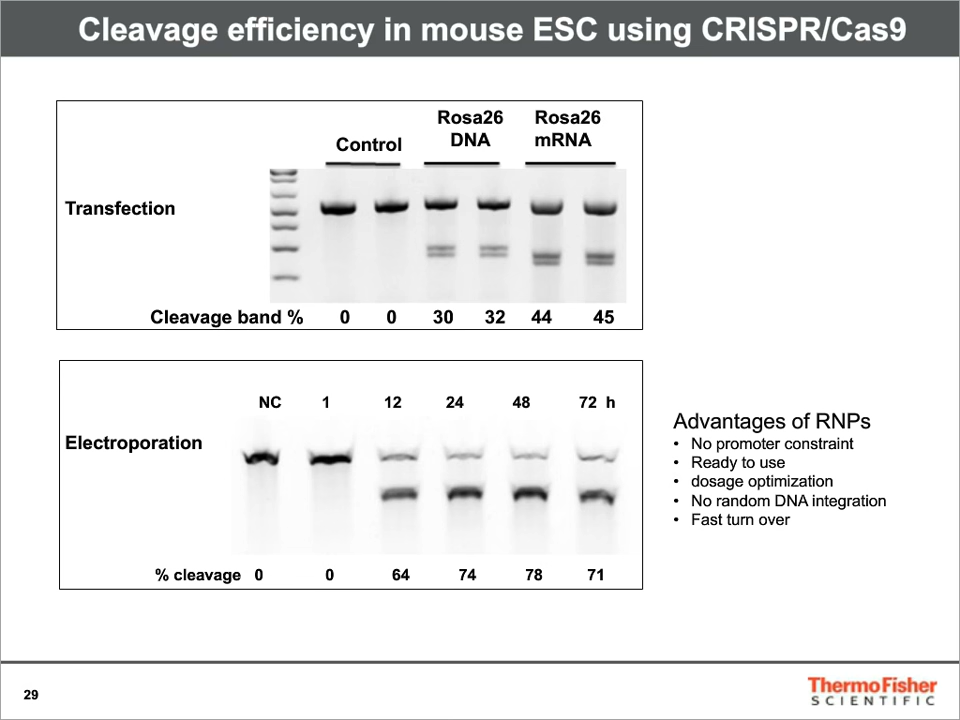 Cleavage efficiency in mouse ESC using CRISPR/Cas9
Control
Rosa26
DNA
Rosa26
mRNA
Transfection
Cleavage band % 0 0 30 32 44 45
NC 1 12 24 48 72 h
Electroporation
% cleavage 0 0 64 74 78 71
Advantages of RNPs
• No promoter constraint
• Ready to use
• dosage optimization
• No random DNA integration
• Fast turn over
29
ThermoFisher
SCIENTIFIC